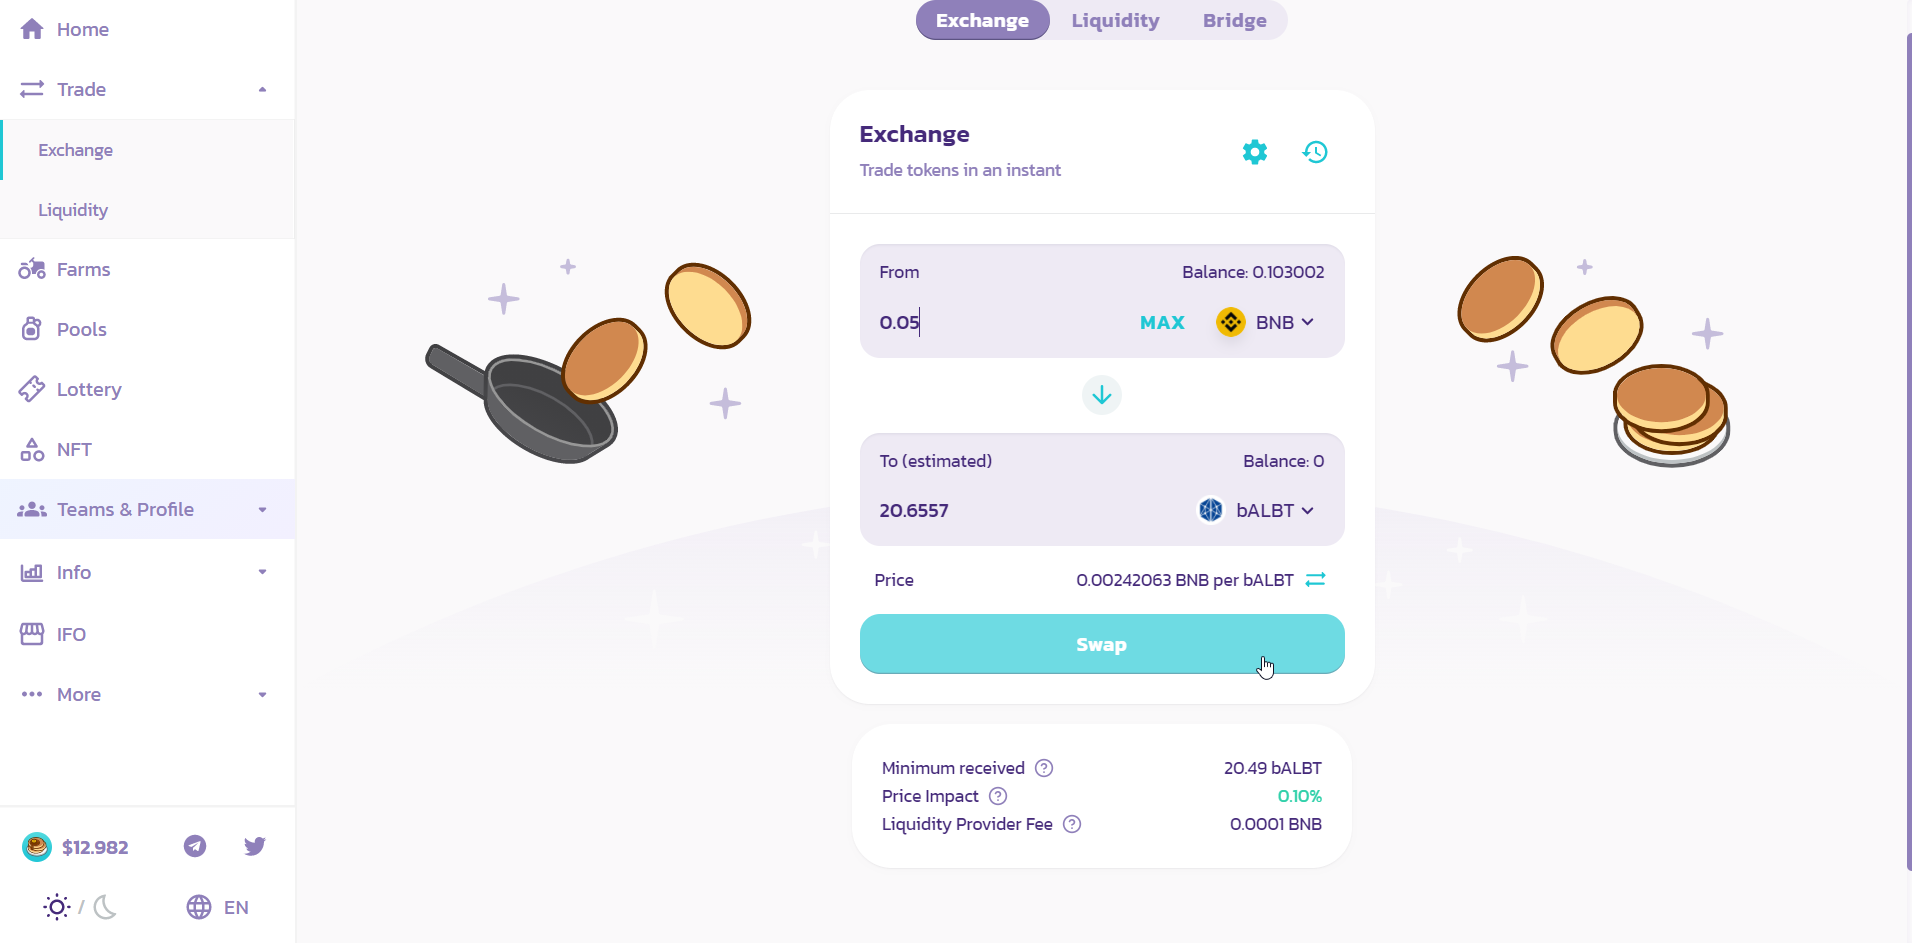 Home
Trade
Exchange
Liquidity
Farms
Pools
Lottery
NFT
Teams & Profile
Info
IFO
More
$12.982
/
EN
Exchange Liquidity Bridge
Exchange
Trade tokens in an instant
From Balance: 0.103002
0.05 MAX BNB
To (estimated) Balance: 0
20.6557 bALBT
Price 0.00242063 BNB per bALBT
Swap
Minimum received ? 20.49 bALBT
Price Impact ? 0.10%
Liquidity Provider Fee ? 0.0001 BNB